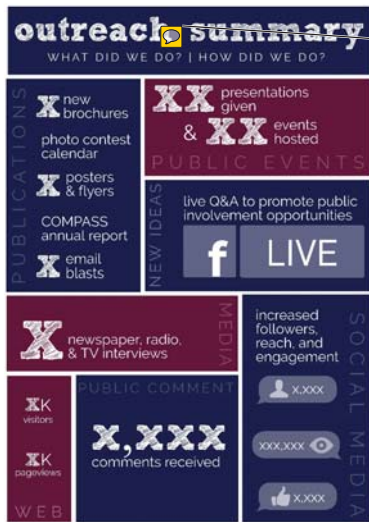 outreach summary
WHAT DID WE DO? | HOW DID WE DO?
PUBLICATIONS
X new
brochures
photo contest
calendar
X posters
& flyers
COMPASS
annual report
X email
blasts
XX presentations
given
& XX events
hosted
PUBLIC EVENTS
NEW IDEAS
live Q&A to promote public
involvement opportunities
f LIVE
X newspaper, radio,
& TV interviews
MEDIA
XK
visitors
XK
pageviews
WEB
PUBLIC COMMENT
x,xxx
comments received
increased
followers,
reach, and
engagement
x,xxx
xxx,xxx
x,xxx
SOCIAL MEDIA